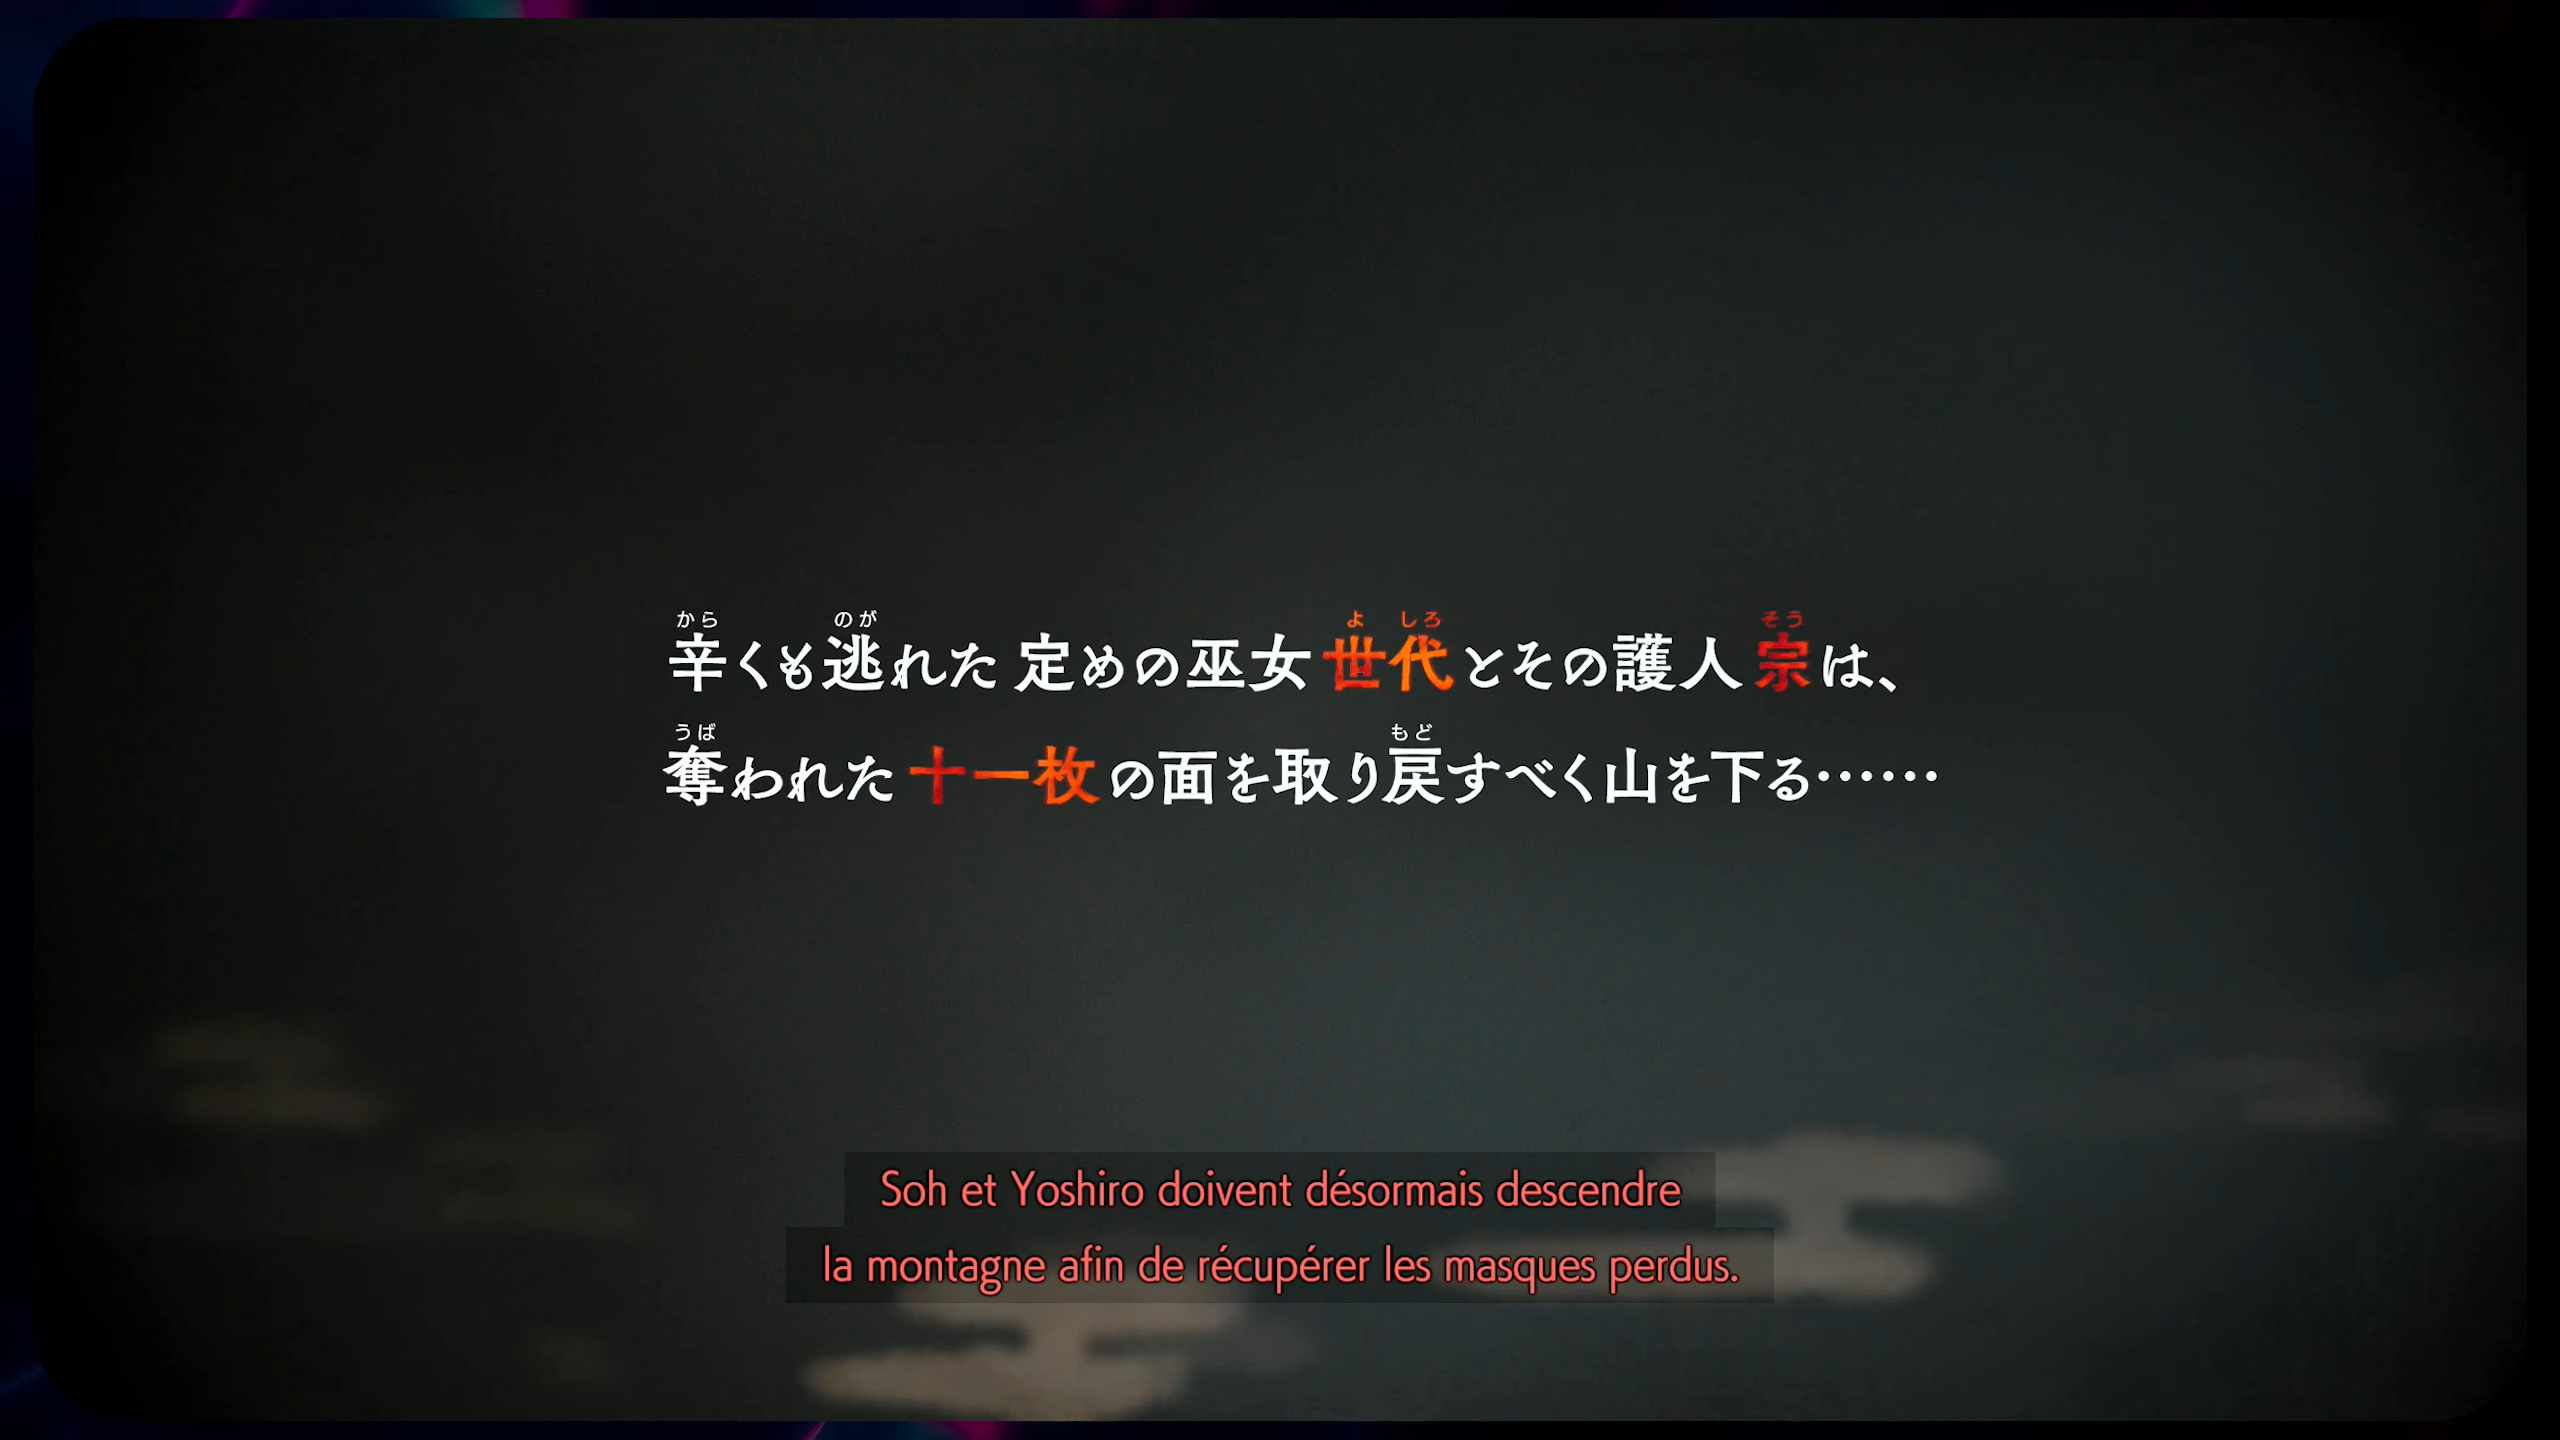 辛くも逃れた 定めの巫女 世代とその護人 宗は、
奪われた 十一枚の面を取り戻すべく山を下る……
Soh et Yoshiro doivent désormais descendre
la montagne afin de récupérer les masques perdus.